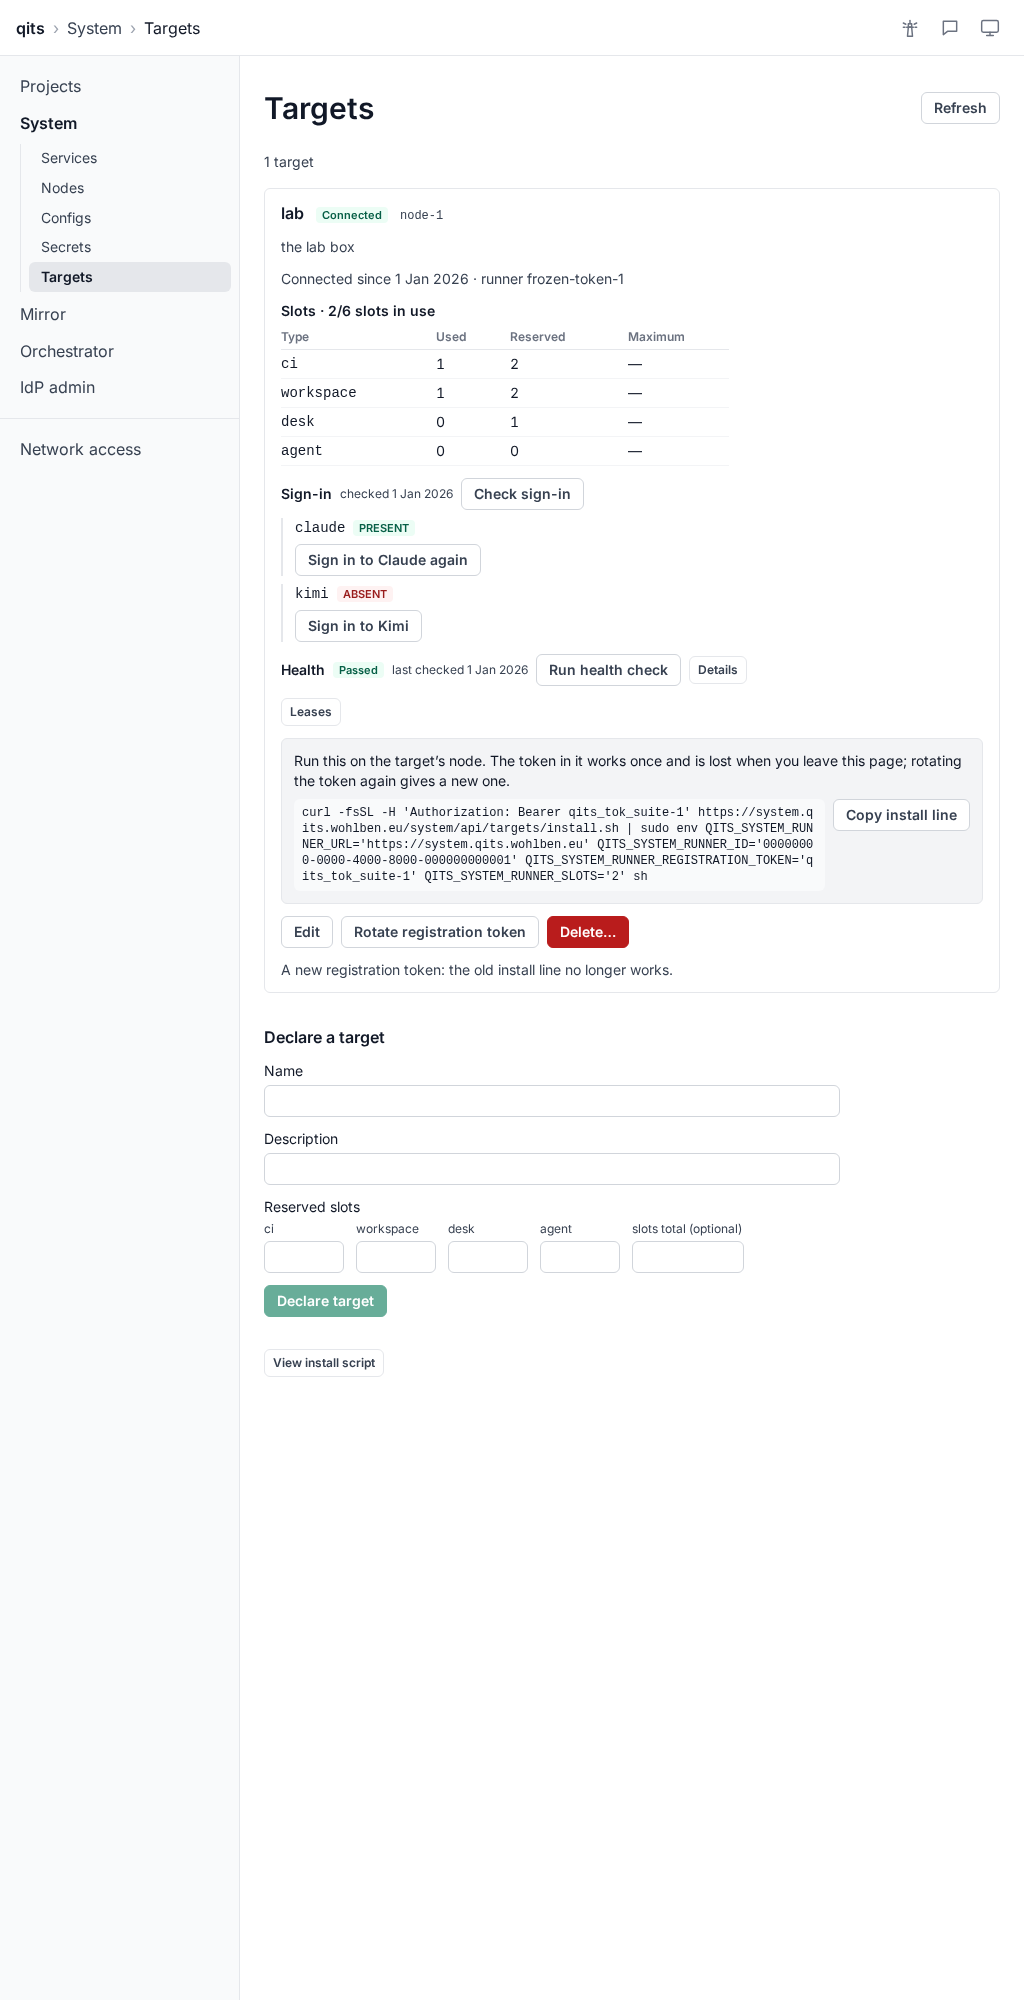 qits › System › Targets
Projects
System
Services
Nodes
Configs
Secrets
Targets
Mirror
Orchestrator
IdP admin
Network access
Targets
Refresh
1 target
lab Connected node-1
the lab box
Connected since 1 Jan 2026 · runner frozen-token-1
Slots · 2/6 slots in use
Type Used Reserved Maximum
ci 1 2 —
workspace 1 2 —
desk 0 1 —
agent 0 0 —
Sign-in checked 1 Jan 2026 Check sign-in
claude PRESENT
Sign in to Claude again
kimi ABSENT
Sign in to Kimi
Health Passed last checked 1 Jan 2026 Run health check Details
Leases
Run this on the target’s node. The token in it works once and is lost when you leave this page; rotating
the token again gives a new one.
curl -fsSL -H 'Authorization: Bearer qits_tok_suite-1' https://system.q
its.wohlben.eu/system/api/targets/install.sh | sudo env QITS_SYSTEM_RUN
NER_URL='https://system.qits.wohlben.eu' QITS_SYSTEM_RUNNER_ID='0000000
0-0000-4000-8000-000000000001' QITS_SYSTEM_RUNNER_REGISTRATION_TOKEN='q
its_tok_suite-1' QITS_SYSTEM_RUNNER_SLOTS='2' sh
Copy install line
Edit Rotate registration token Delete…
A new registration token: the old install line no longer works.
Declare a target
Name
Description
Reserved slots
ci workspace desk agent slots total (optional)
Declare target
View install script